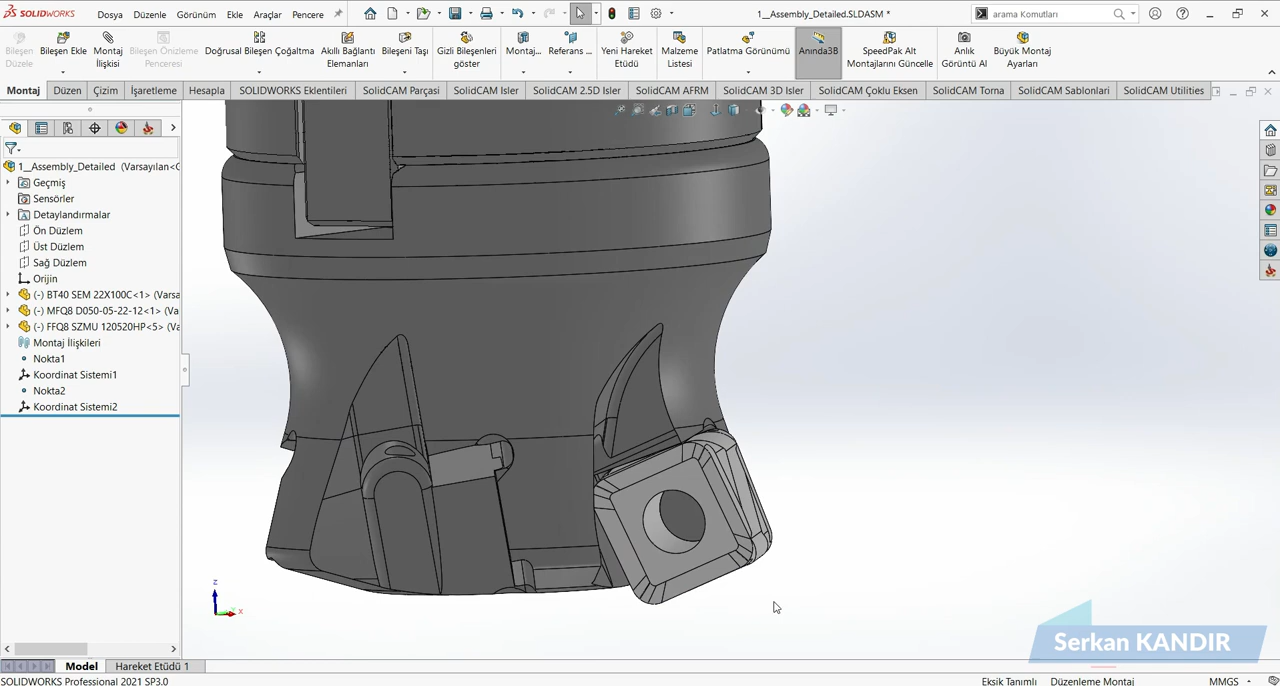 SOLIDWORKS
Dosya Düzenle Görünüm Ekle Araçlar Pencere
1__Assembly_Detailed.SLDASM *
arama Komutları
Bileşen Düzele
Bileşen Ekle
Montaj İlişkisi
Bileşen Önizleme Penceresi
Doğrusal Bileşen Çoğaltma
Akıllı Bağlantı Elemanları
Bileşeni Taşı
Gizli Bileşenleri göster
Montaj...
Referans ...
Yeni Hareket Etüdü
Malzeme Listesi
Patlatma Görünümü
Anında3B
SpeedPak Alt Montajlarını Güncelle
Anlık Görüntü Al
Büyük Montaj Ayarları
Montaj Düzen Çizim İşaretleme Hesapla SOLIDWORKS Eklentileri SolidCAM Parçası SolidCAM Isler SolidCAM 2.5D Isler SolidCAM AFRM SolidCAM 3D Isler SolidCAM Çoklu Eksen SolidCAM Torna SolidCAM Sablonlari SolidCAM Utilities
1__Assembly_Detailed (Varsayılan<
Geçmiş
Sensörler
Detaylandırmalar
Ön Düzlem
Üst Düzlem
Sağ Düzlem
Orijin
(-) BT40 SEM 22X100C<1> (Varsa
(-) MFQ8 D050-05-22-12<1> (Va
(-) FFQ8 SZMU 120520HP<5> (Va
Montaj İlişkileri
Nokta1
Koordinat Sistemi1
Nokta2
Koordinat Sistemi2
z
x
Serkan KANDIR
Model Hareket Etüdü 1
SOLIDWORKS Professional 2021 SP3.0
Eksik Tanımlı Düzenleme Montaj MMGS